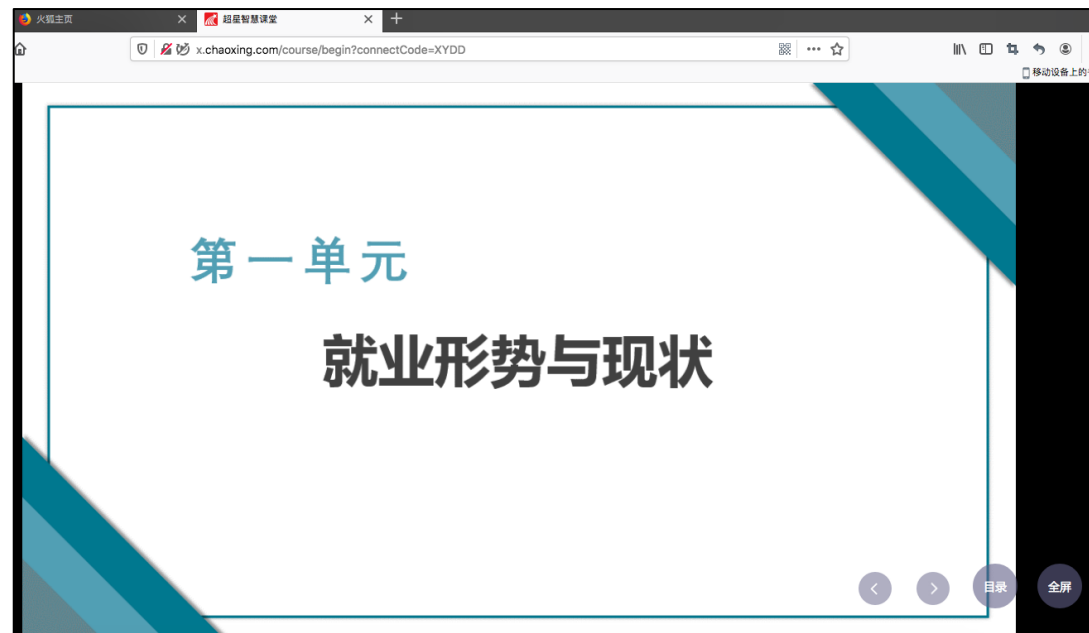 火狐主页
超星智慧课堂
x.chaoxing.com/course/begin?connectCode=XYDD
移动设备上的
第一单元
就业形势与现状
目录
全屏